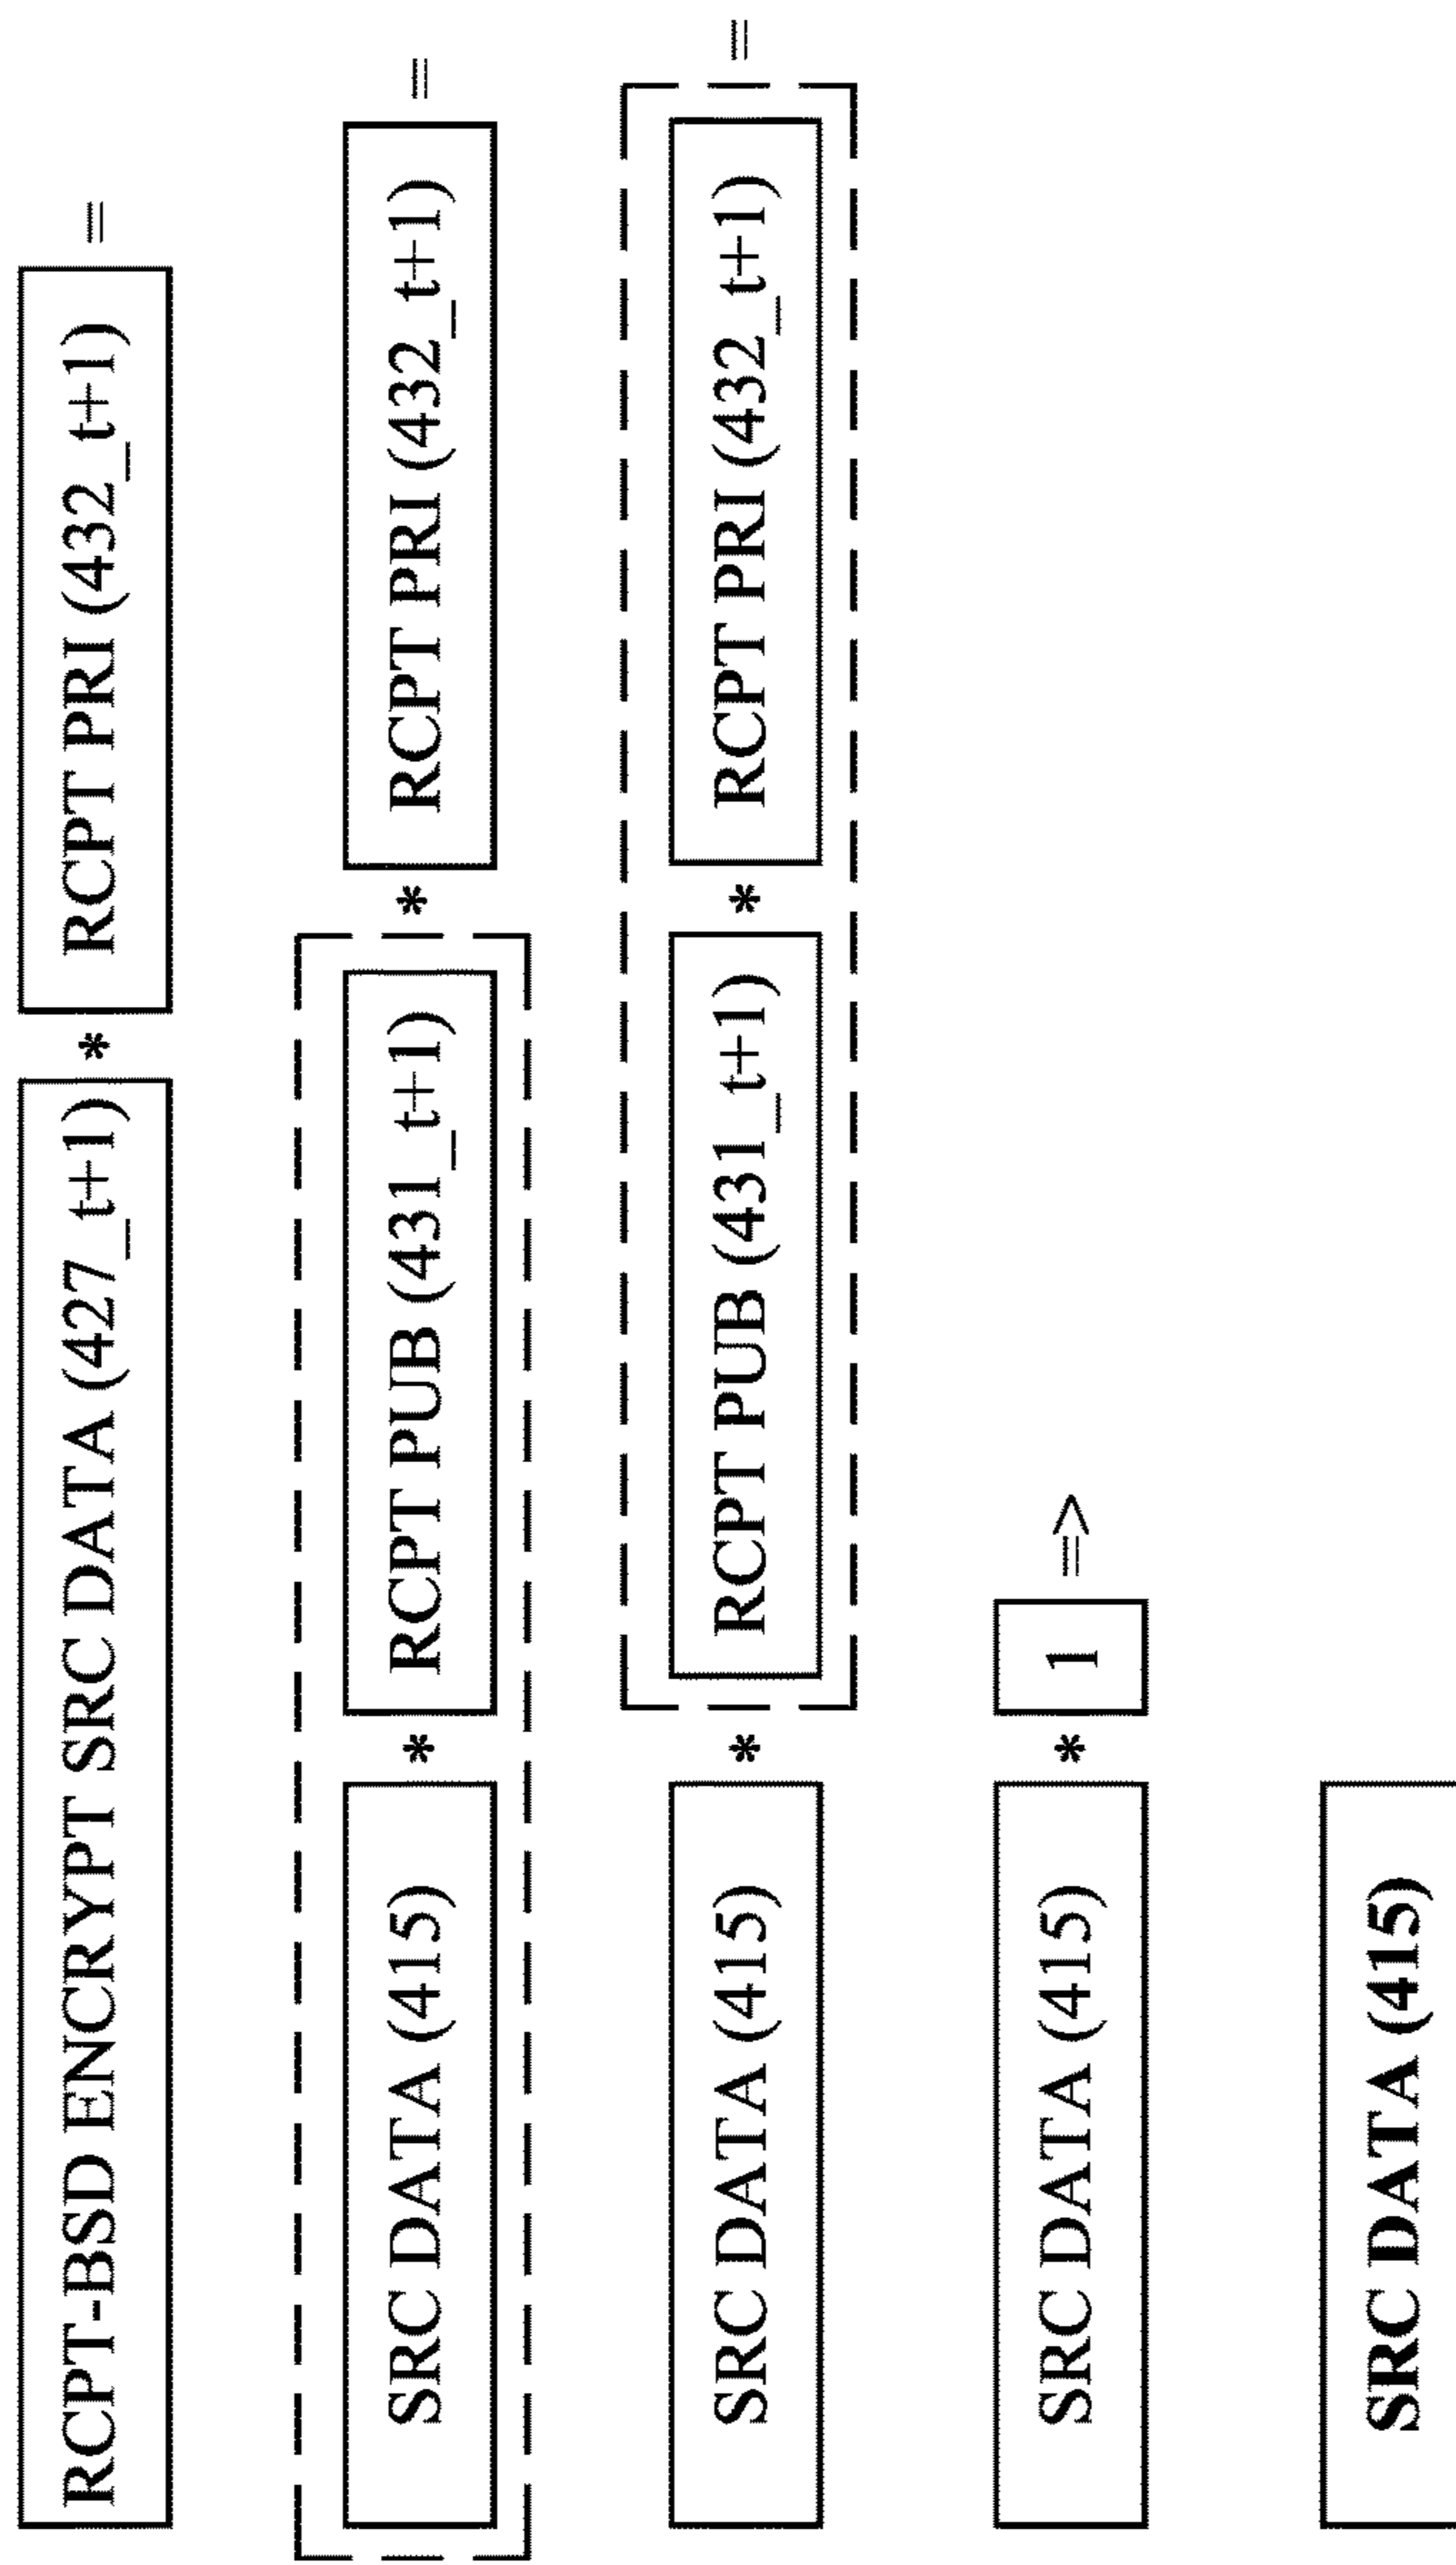 RCPT-BSD ENCRYPT SRC DATA (427_t+1) * RCPT PRI (432_t+1) =
SRC DATA (415) * RCPT PUB (431_t+1) * RCPT PRI (432_t+1) =
SRC DATA (415) * RCPT PUB (431_t+1) * RCPT PRI (432_t+1) =
SRC DATA (415) * 1 =>
SRC DATA (415)